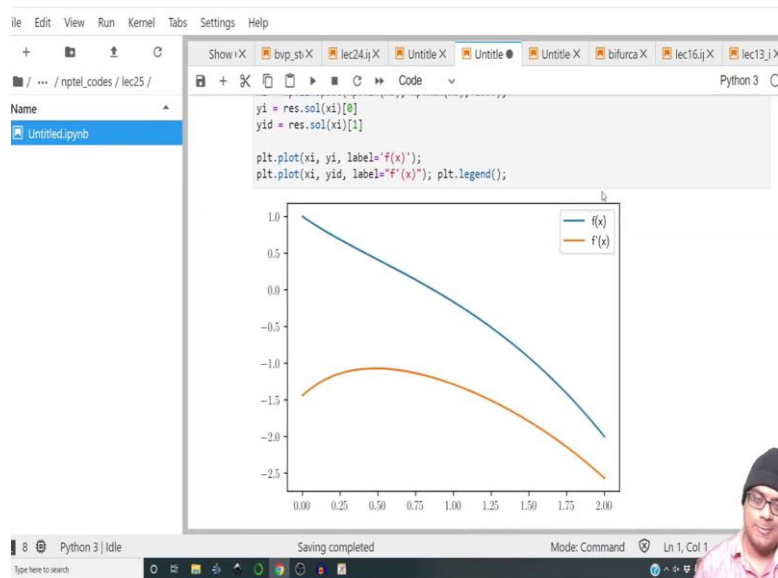 ile Edit View Run Kernel Tabs Settings Help
Show X bvp_st X lec24.i X Untitle X Untitle Untitle X bifurca X lec16.i X lec13_i X
/ ··· / nptel_codes / lec25 /
Code Python 3
Name
Untitled.ipynb
yi = res.sol(xi)[0]
yid = res.sol(xi)[1]
plt.plot(xi, yi, label='f(x)');
plt.plot(xi, yid, label="f'(x)"); plt.legend();
f(x)
f'(x)
1.0
0.5
0.0
−0.5
−1.0
−1.5
−2.0
−2.5
0.00 0.25 0.50 0.75 1.00 1.25 1.50 1.75 2.00
8 Python 3 | Idle Saving completed Mode: Command Ln 1, Col 1
Type here to search